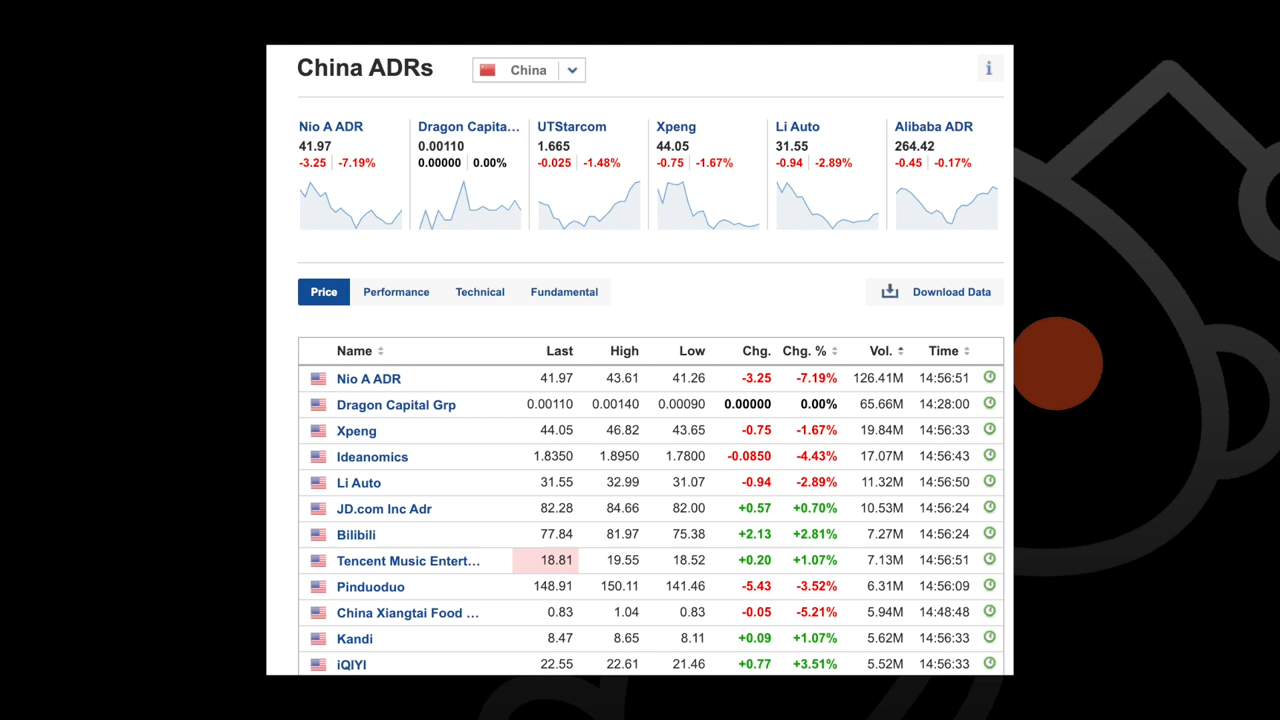 China ADRs China i
Nio A ADR Dragon Capita... UTStarcom Xpeng Li Auto Alibaba ADR
41.97 0.00110 1.665 44.05 31.55 264.42
-3.25 -7.19% 0.00000 0.00% -0.025 -1.48% -0.75 -1.67% -0.94 -2.89% -0.45 -0.17%
Price Performance Technical Fundamental Download Data
Name Last High Low Chg. Chg. % Vol. Time
Nio A ADR 41.97 43.61 41.26 -3.25 -7.19% 126.41M 14:56:51
Dragon Capital Grp 0.00110 0.00140 0.00090 0.00000 0.00% 65.66M 14:28:00
Xpeng 44.05 46.82 43.65 -0.75 -1.67% 19.84M 14:56:33
Ideanomics 1.8350 1.8950 1.7800 -0.0850 -4.43% 17.07M 14:56:43
Li Auto 31.55 32.99 31.07 -0.94 -2.89% 11.32M 14:56:50
JD.com Inc Adr 82.28 84.66 82.00 +0.57 +0.70% 10.53M 14:56:24
Bilibili 77.84 81.97 75.38 +2.13 +2.81% 7.27M 14:56:24
Tencent Music Entert... 18.81 19.55 18.52 +0.20 +1.07% 7.13M 14:56:51
Pinduoduo 148.91 150.11 141.46 -5.43 -3.52% 6.31M 14:56:09
China Xiangtai Food ... 0.83 1.04 0.83 -0.05 -5.21% 5.94M 14:48:48
Kandi 8.47 8.65 8.11 +0.09 +1.07% 5.62M 14:56:33
iQIYI 22.55 22.61 21.46 +0.77 +3.51% 5.52M 14:56:33